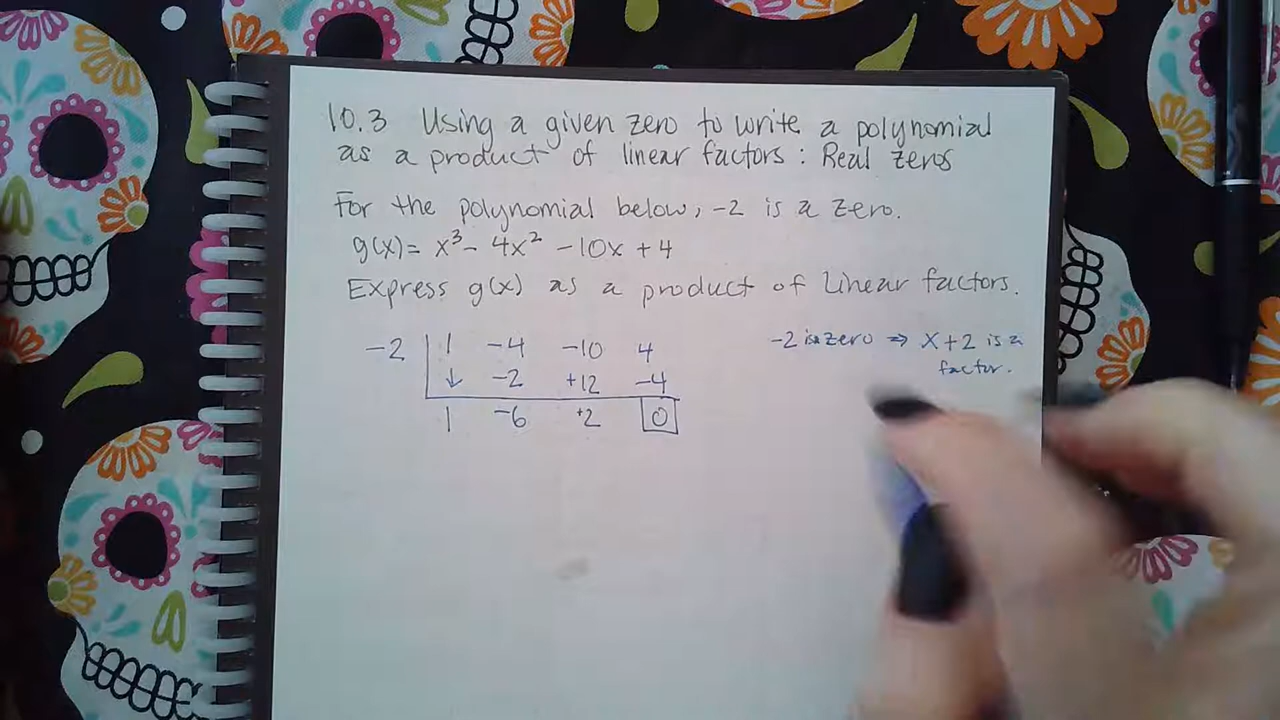 10.3 Using a given zero to write a polynomial
as a product of linear factors: Real zeros
For the polynomial below, -2 is a zero.
g(x) = x³ - 4x² - 10x + 4
Express g(x) as a product of linear factors.
-2 | 1 -4 -10 4
↓ -2 +12 -4
1 -6 +2 0
-2 is a zero ⇒ x+2 is a
factor.